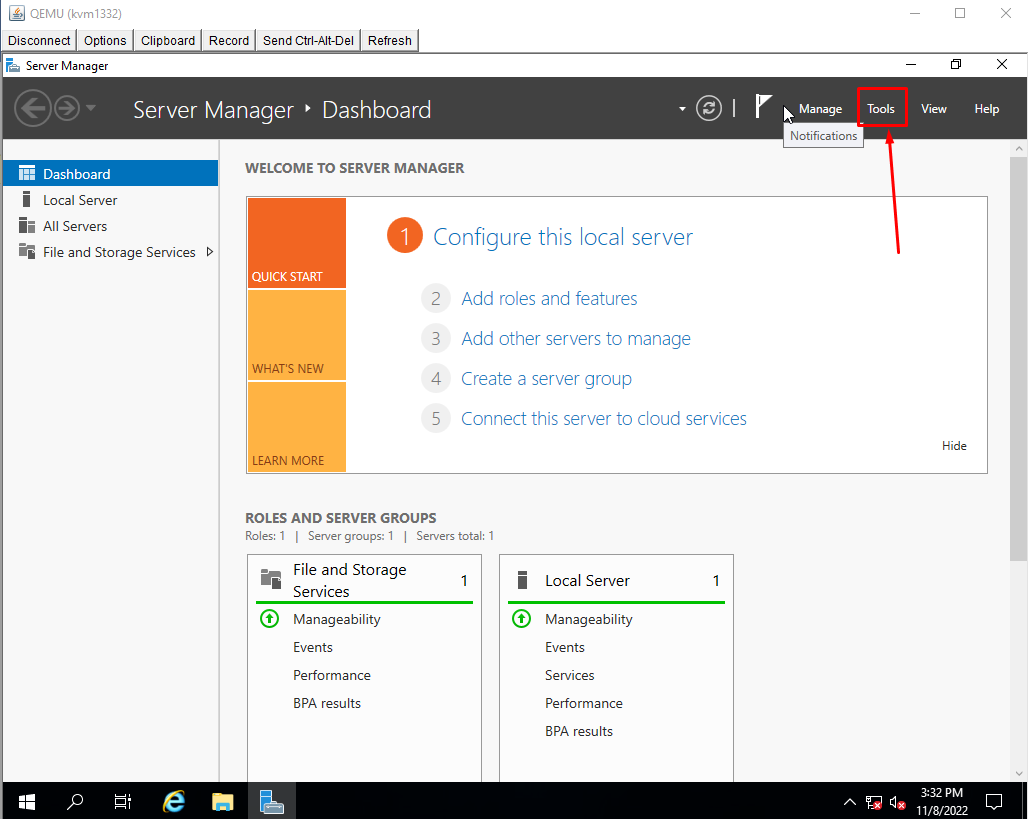 QEMU (kvm1332)
Disconnect Options Clipboard Record Send Ctrl-Alt-Del Refresh
Server Manager
Server Manager Dashboard
Manage Tools View Help
Notifications
Dashboard
Local Server
All Servers
File and Storage Services
WELCOME TO SERVER MANAGER
QUICK START
WHAT'S NEW
LEARN MORE
1 Configure this local server
2 Add roles and features
3 Add other servers to manage
4 Create a server group
5 Connect this server to cloud services
Hide
ROLES AND SERVER GROUPS
Roles: 1 | Server groups: 1 | Servers total: 1
File and Storage
Services
1
Manageability
Events
Performance
BPA results
Local Server 1
Manageability
Events
Services
Performance
BPA results
3:32 PM
11/8/2022